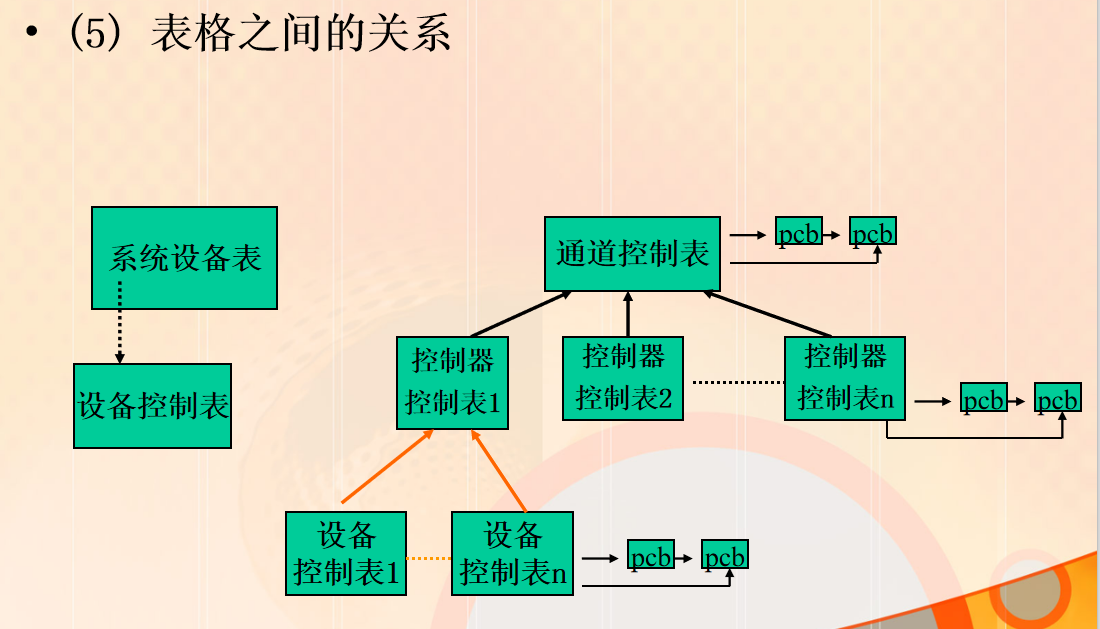 • (5) 表格之间的关系
系统设备表
设备控制表
通道控制表
pcb
pcb
控制器
控制表1
控制器
控制表2
控制器
控制表n
pcb
pcb
设备
控制表1
设备
控制表n
pcb
pcb